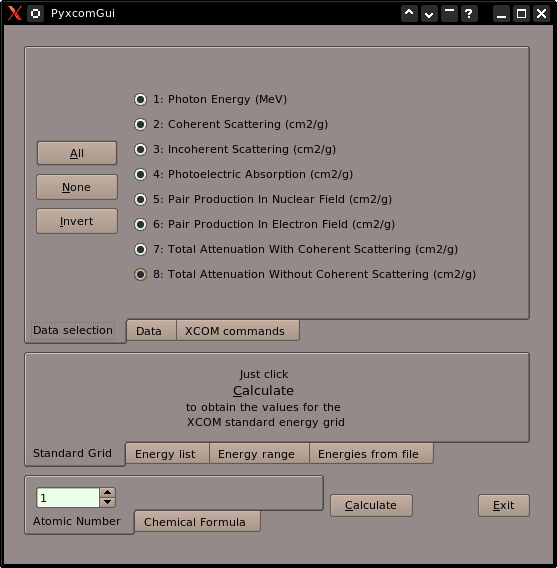 PyxcomGui
?
All
None
Invert
1: Photon Energy (MeV)
2: Coherent Scattering (cm2/g)
3: Incoherent Scattering (cm2/g)
4: Photoelectric Absorption (cm2/g)
5: Pair Production In Nuclear Field (cm2/g)
6: Pair Production In Electron Field (cm2/g)
7: Total Attenuation With Coherent Scattering (cm2/g)
8: Total Attenuation Without Coherent Scattering (cm2/g)
Data selection Data XCOM commands
Just click
Calculate
to obtain the values for the
XCOM standard energy grid
Standard Grid Energy list Energy range Energies from file
1
Atomic Number Chemical Formula
Calculate
Exit